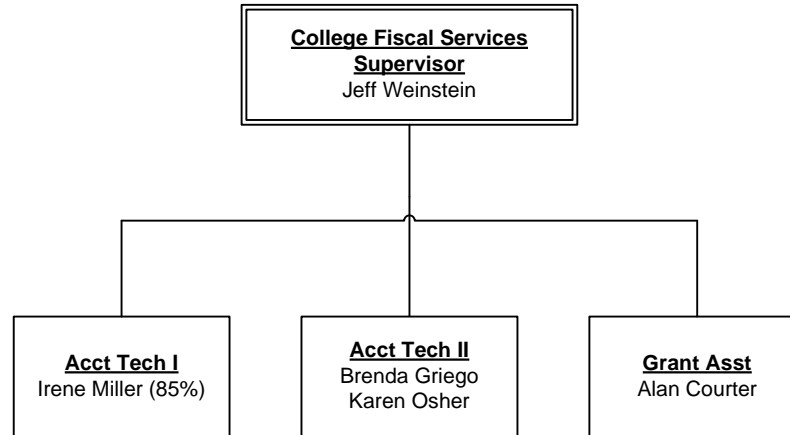 College Fiscal Services
Supervisor
Jeff Weinstein
Acct Tech I
Irene Miller (85%)
Acct Tech II
Brenda Griego
Karen Osher
Grant Asst
Alan Courter